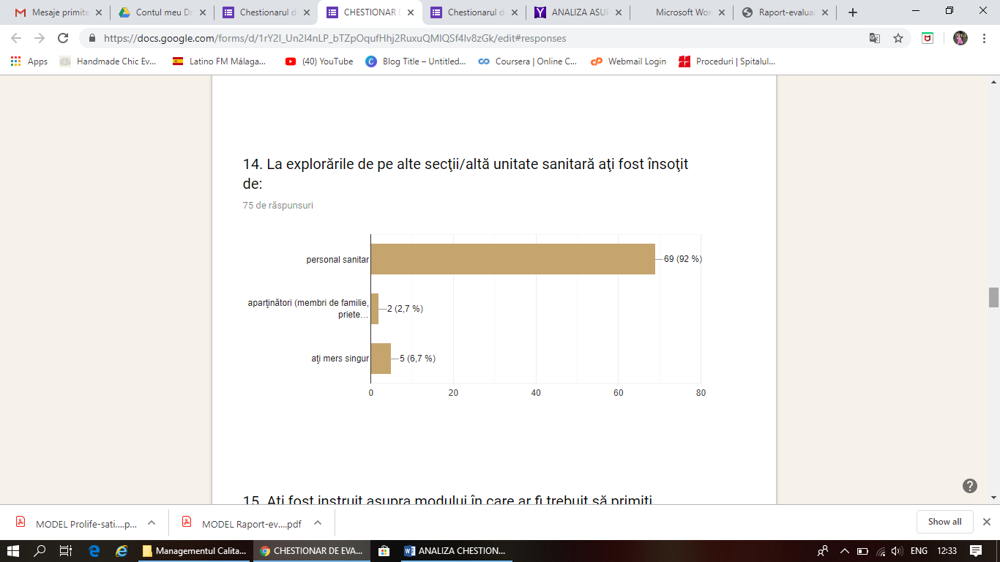 Mesaje primite
Contul meu Dr
Chestionarul d
CHESTIONAR D
Chestionarul d
ANALIZA ASUP
Microsoft Wor
Raport-evaluar
https://docs.google.com/forms/d/1rY2I_Un2I4nLP_bTZpOqufHhj2RuxuQMlQSf4Iv8zGk/edit#responses
Apps
Handmade Chic Ev...
Latino FM Málaga...
(40) YouTube
Blog Title – Untitled...
Coursera | Online C...
Webmail Login
Proceduri | Spitalul...
14. La explorările de pe alte secţii/altă unitate sanitară aţi fost însoţit
de:
75 de răspunsuri
personal sanitar
69 (92 %)
aparţinători (membri de familie,
priete…
2 (2,7 %)
aţi mers singur
5 (6,7 %)
0 20 40 60 80
15. Aţi fost instruit asupra modului în care ar fi trebuit să primiţi
MODEL Prolife-sati....p...
MODEL Raport-ev....pdf
Show all
Managementul Calita...
CHESTIONAR DE EVA...
ANALIZA CHESTION...
ENG
12:33